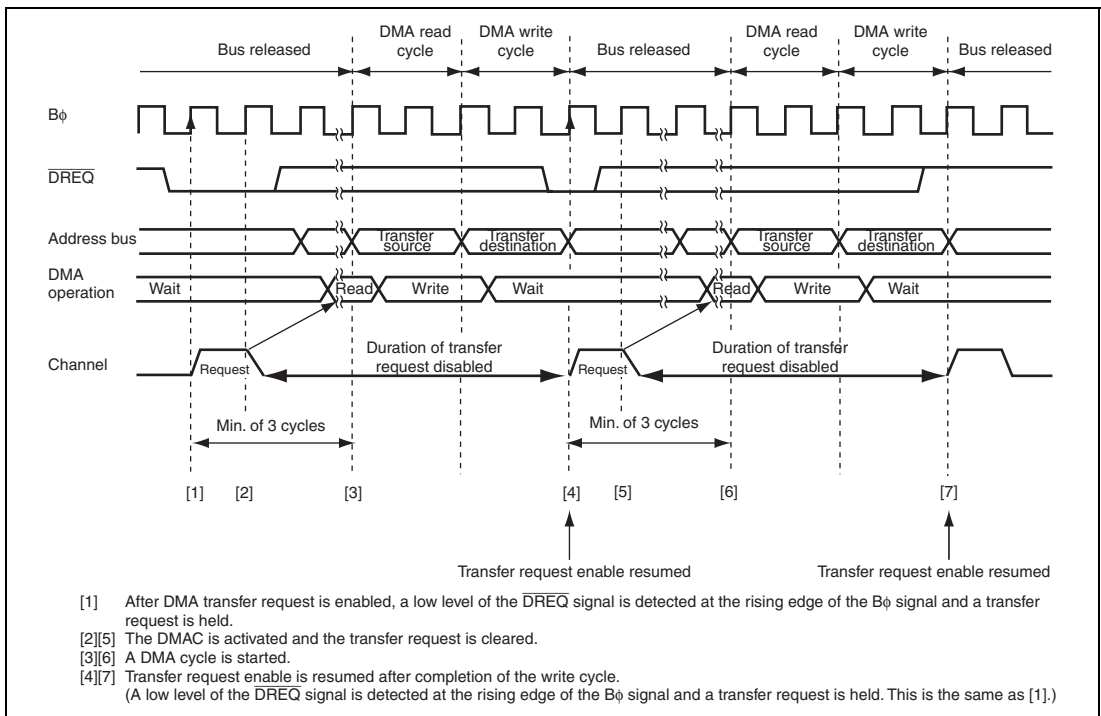 DMA read cycle DMA write cycle DMA read cycle DMA write cycle
Bus released Bus released Bus released
Bφ
DREQ
Address bus Transfer source Transfer destination Transfer source Transfer destination
DMA operation Wait Read Write Wait Read Write Wait
Channel Request Duration of transfer request disabled Request Duration of transfer request disabled
Min. of 3 cycles Min. of 3 cycles
[1] [2] [3] [4] [5] [6] [7]
Transfer request enable resumed Transfer request enable resumed
[1] After DMA transfer request is enabled, a low level of the DREQ signal is detected at the rising edge of the Bφ signal and a transfer
request is held.
[2][5] The DMAC is activated and the transfer request is cleared.
[3][6] A DMA cycle is started.
[4][7] Transfer request enable is resumed after completion of the write cycle.
(A low level of the DREQ signal is detected at the rising edge of the Bφ signal and a transfer request is held. This is the same as [1].)